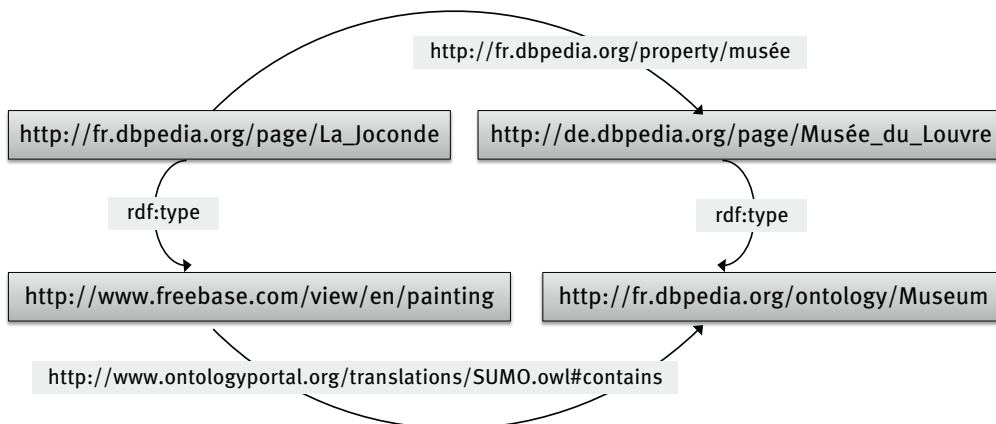 http://fr.dbpedia.org/property/musée
http://fr.dbpedia.org/page/La_Joconde
http://de.dbpedia.org/page/Musée_du_Louvre
rdf:type
rdf:type
http://www.freebase.com/view/en/painting
http://fr.dbpedia.org/ontology/Museum
http://www.ontologyportal.org/translations/SUMO.owl#contains